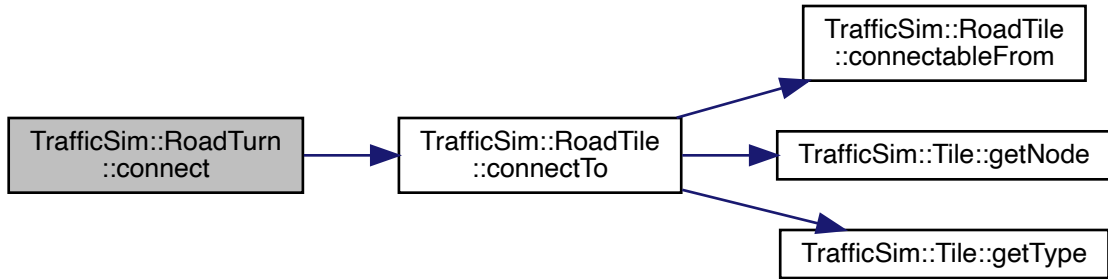 TrafficSim::RoadTurn
::connect
TrafficSim::RoadTile
::connectTo
TrafficSim::RoadTile
::connectableFrom
TrafficSim::Tile::getNode
TrafficSim::Tile::getType